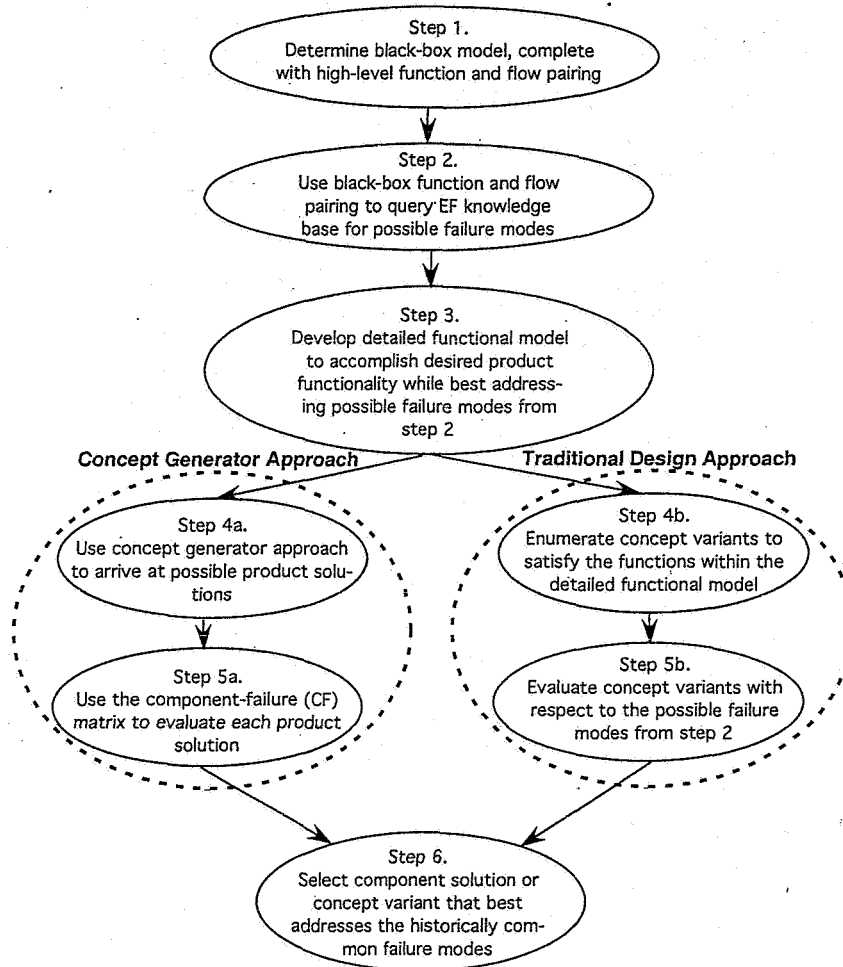 Step 1.
Determine black-box model, complete
with high-level function and flow pairing
Step 2.
Use black-box function and flow
pairing to query EF knowledge
base for possible failure modes
Step 3.
Develop detailed functional model
to accomplish desired product
functionality while best address-
ing possible failure modes from
step 2
Concept Generator Approach
Step 4a.
Use concept generator approach
to arrive at possible product solu-
tions
Step 5a.
Use the component-failure (CF)
matrix to evaluate each product
solution
Traditional Design Approach
Step 4b.
Enumerate concept variants to
satisfy the functions within the
detailed functional model
Step 5b.
Evaluate concept variants with
respect to the possible failure
modes from step 2
Step 6.
Select component solution or
concept variant that best
addresses the historically com-
mon failure modes